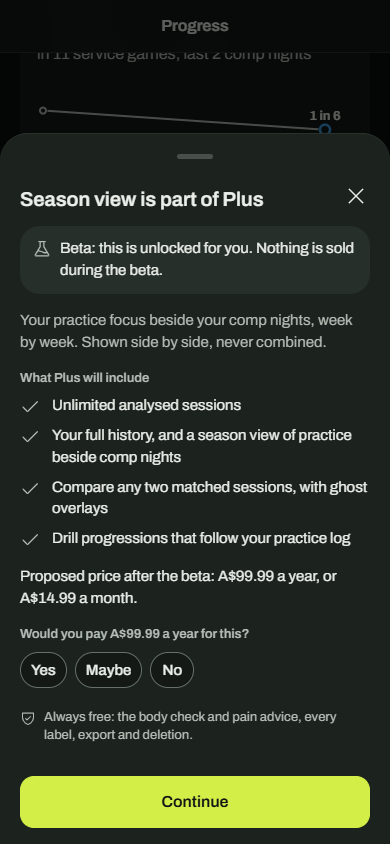 Progress
in 11 service games, last 2 comp nights
1 in 6
Season view is part of Plus
Beta: this is unlocked for you. Nothing is sold
during the beta.
Your practice focus beside your comp nights, week
by week. Shown side by side, never combined.
What Plus will include
Unlimited analysed sessions
Your full history, and a season view of practice
beside comp nights
Compare any two matched sessions, with ghost
overlays
Drill progressions that follow your practice log
Proposed price after the beta: A$99.99 a year, or
A$14.99 a month.
Would you pay A$99.99 a year for this?
Yes
Maybe
No
Always free: the body check and pain advice, every
label, export and deletion.
Continue